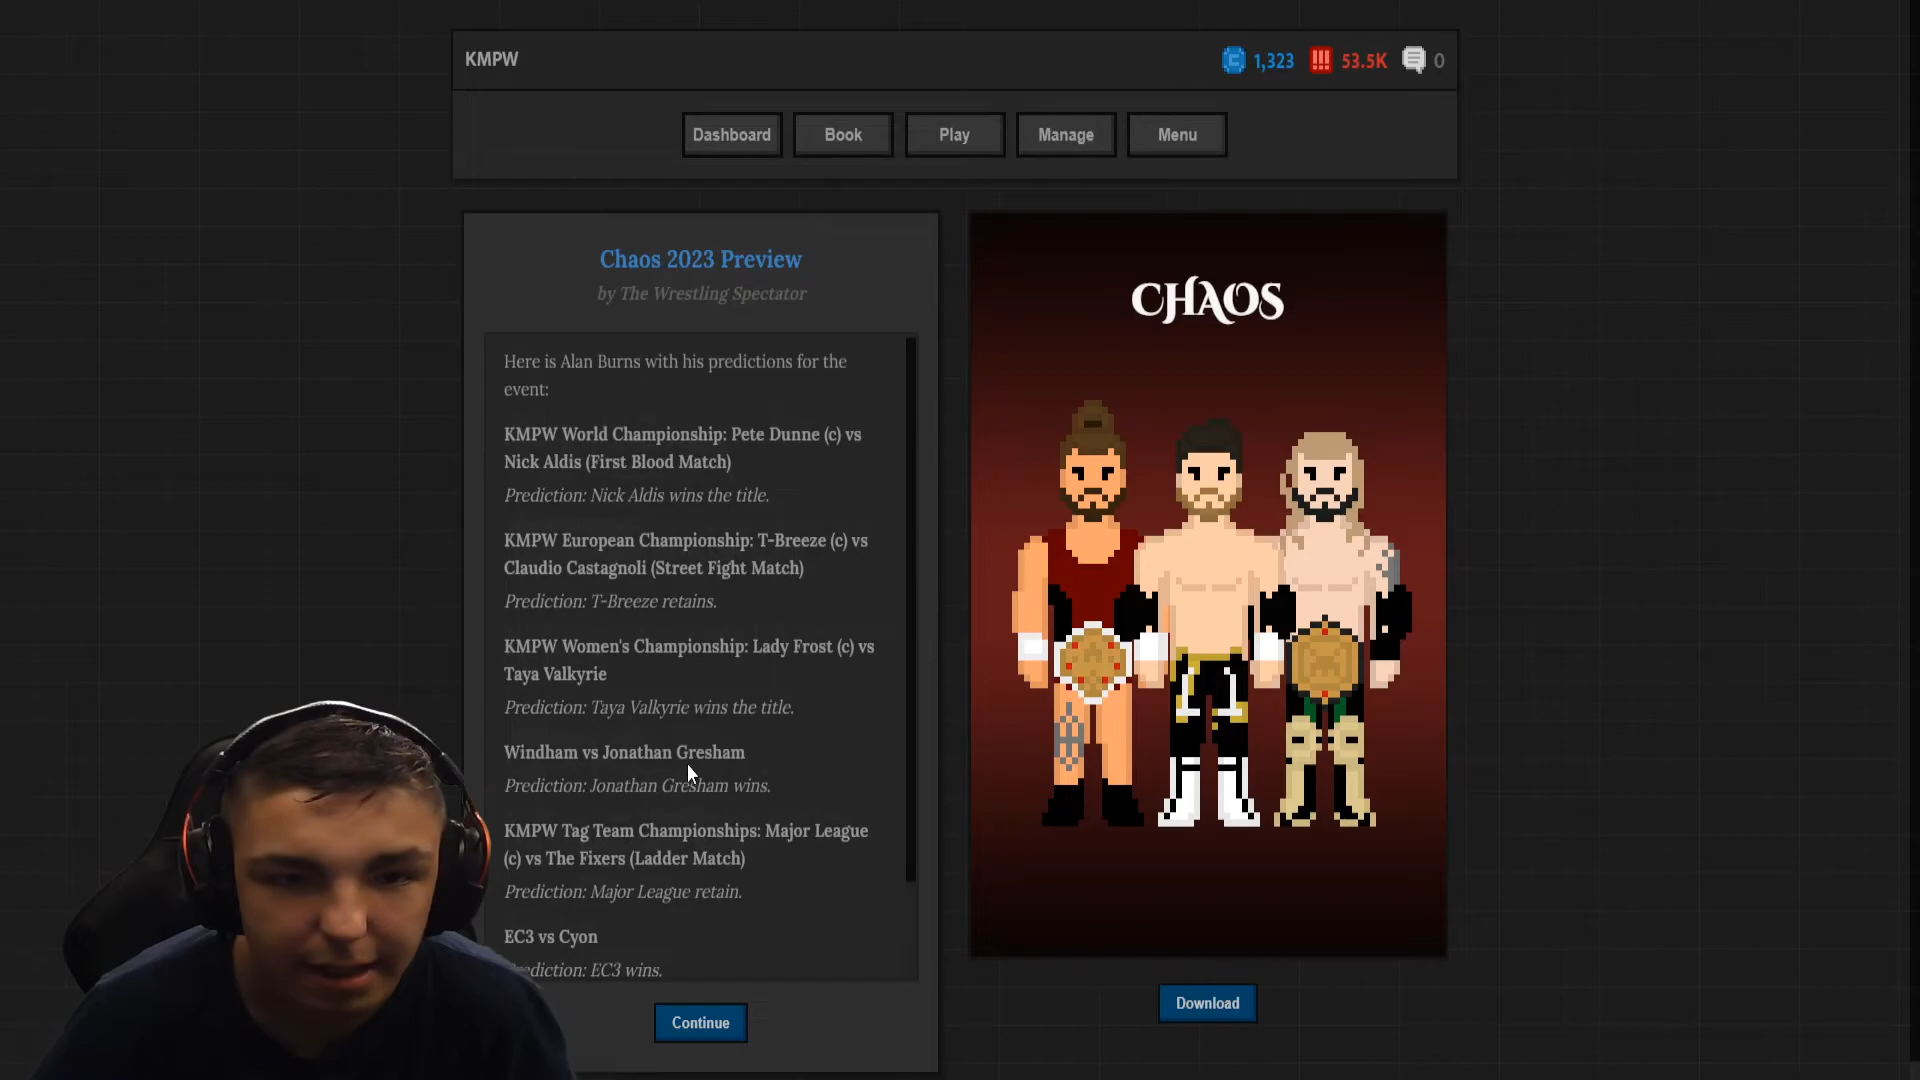 KMPW
1,323
53.5K
0
Dashboard
Book
Play
Manage
Menu
Chaos 2023 Preview
by The Wrestling Spectator
Here is Alan Burns with his predictions for the
event:
KMPW World Championship: Pete Dunne (c) vs
Nick Aldis (First Blood Match)
Prediction: Nick Aldis wins the title.
KMPW European Championship: T-Breeze (c) vs
Claudio Castagnoli (Street Fight Match)
Prediction: T-Breeze retains.
KMPW Women's Championship: Lady Frost (c) vs
Taya Valkyrie
Prediction: Taya Valkyrie wins the title.
Windham vs Jonathan Gresham
Prediction: Jonathan Gresham wins.
KMPW Tag Team Championships: Major League
(c) vs The Fixers (Ladder Match)
Prediction: Major League retain.
EC3 vs Cyon
Prediction: EC3 wins.
Continue
CHAOS
Download